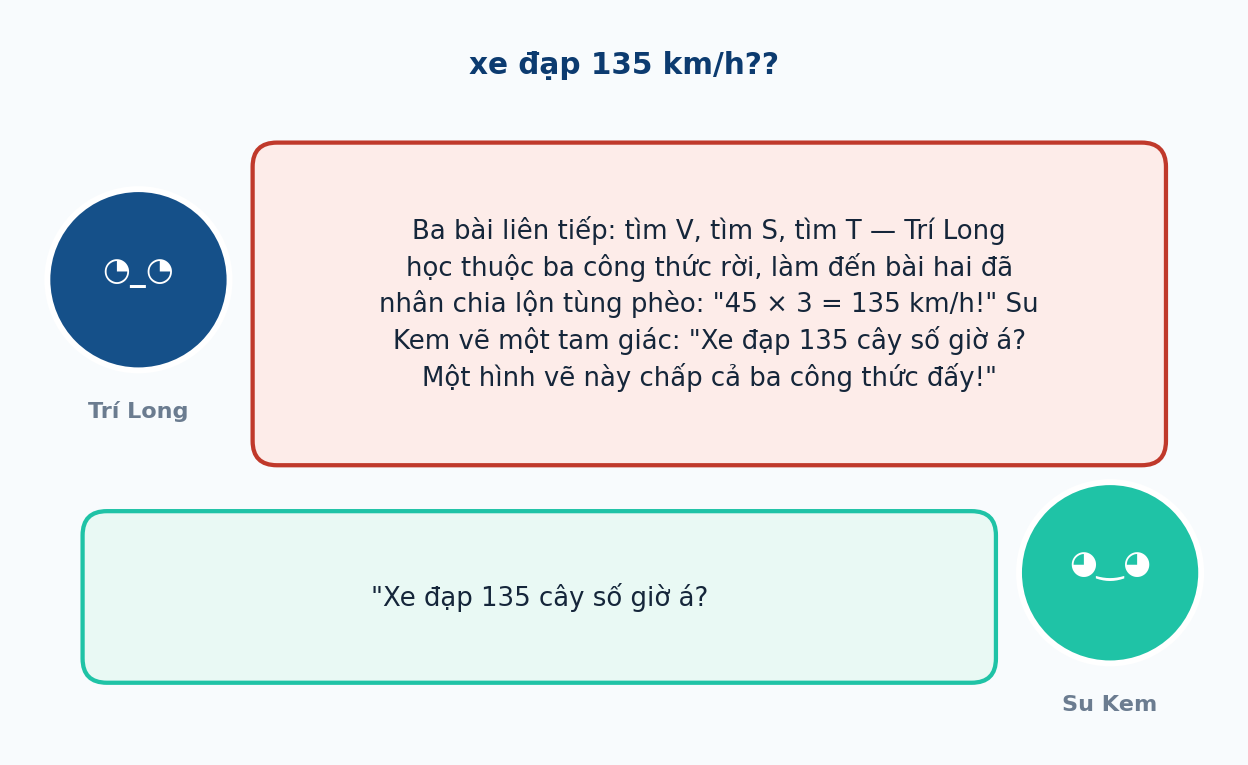 xe đạp 135 km/h??
Ba bài liên tiếp: tìm V, tìm S, tìm T — Trí Long
học thuộc ba công thức rời, làm đến bài hai đã
nhân chia lộn tùng phèo: "45 × 3 = 135 km/h!" Su
Kem vẽ một tam giác: "Xe đạp 135 cây số giờ á?
Một hình vẽ này chấp cả ba công thức đấy!"
Trí Long
"Xe đạp 135 cây số giờ á?
Su Kem